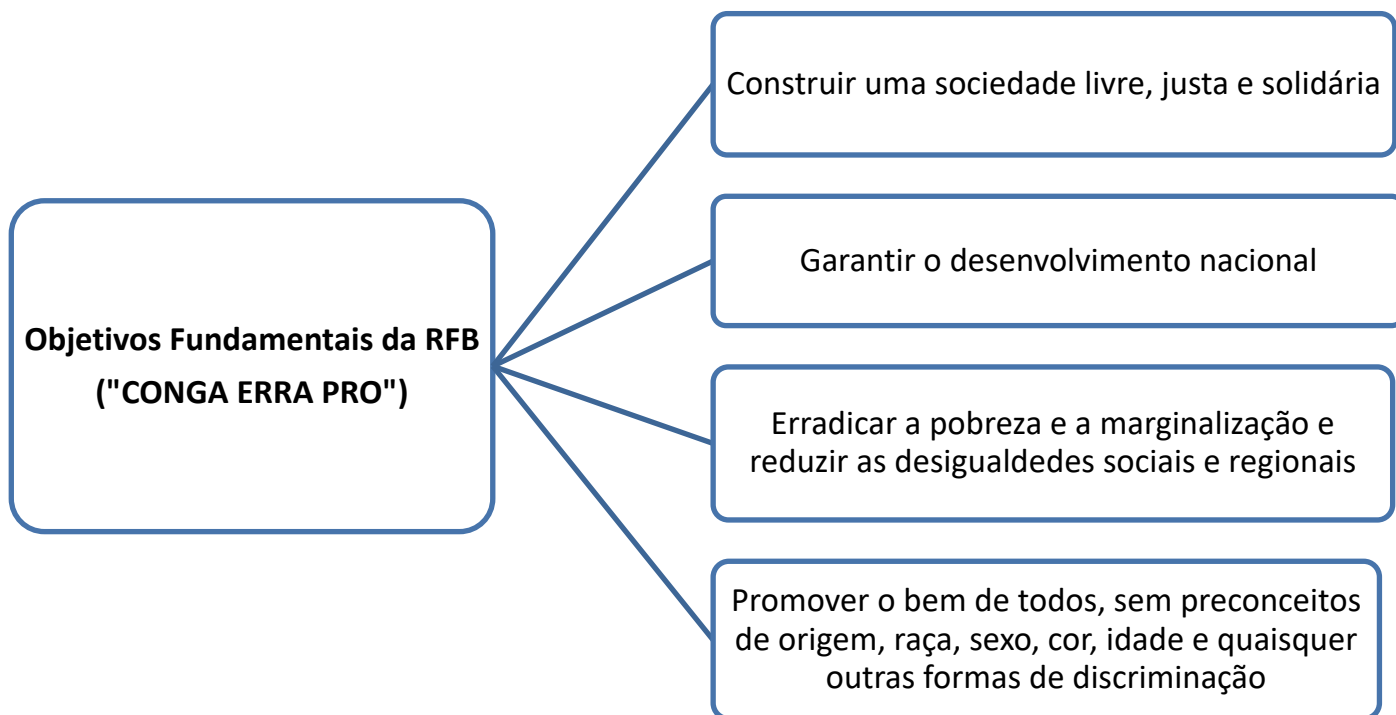 Construir uma sociedade livre, justa e solidária
Garantir o desenvolvimento nacional
Objetivos Fundamentais da RFB
("CONGA ERRA PRO")
Erradicar a pobreza e a marginalização e
reduzir as desigualdedes sociais e regionais
Promover o bem de todos, sem preconceitos
de origem, raça, sexo, cor, idade e quaisquer
outras formas de discriminação